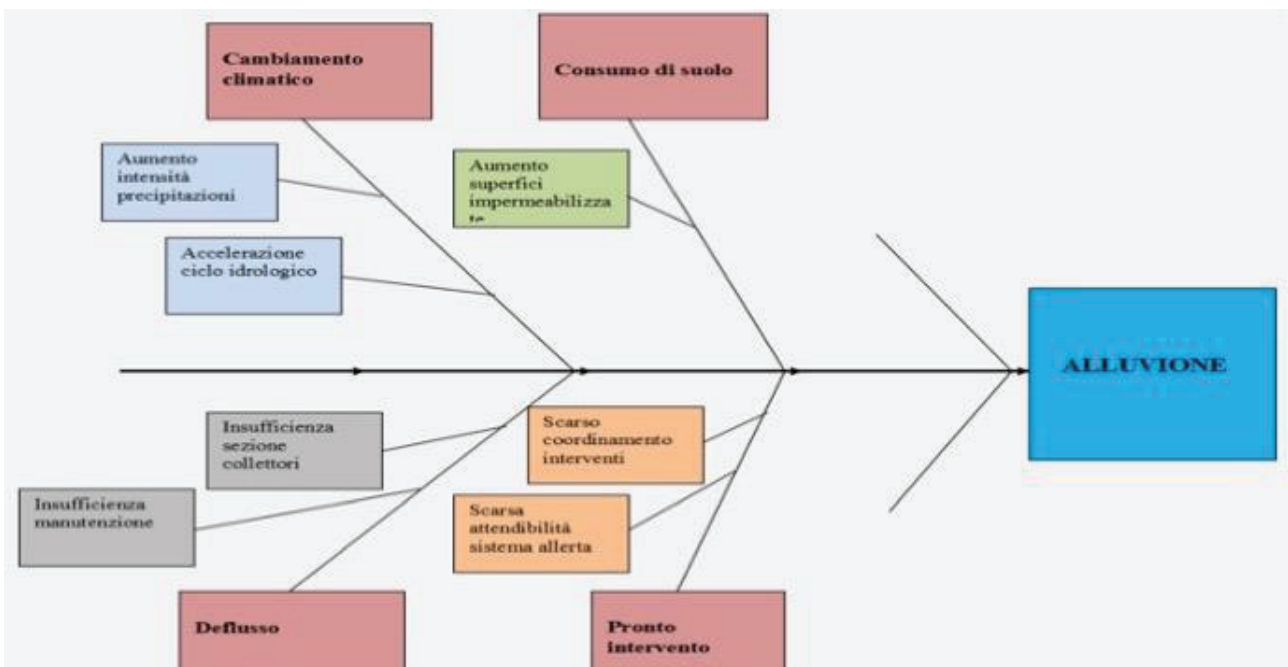 Cambiamento
climatico
Consumo di suolo
Aumento
intensità
precipitazioni
Aumento
superfici
impermeabilizza
te
Accelerazione
ciclo idrologico
ALLUVIONE
Insufficienza
sezione
collettori
Scarso
coordinamento
interventi
Insufficienza
manutenzione
Scarsa
attendibilità
sistema allerta
Deflusso
Pronto
intervento